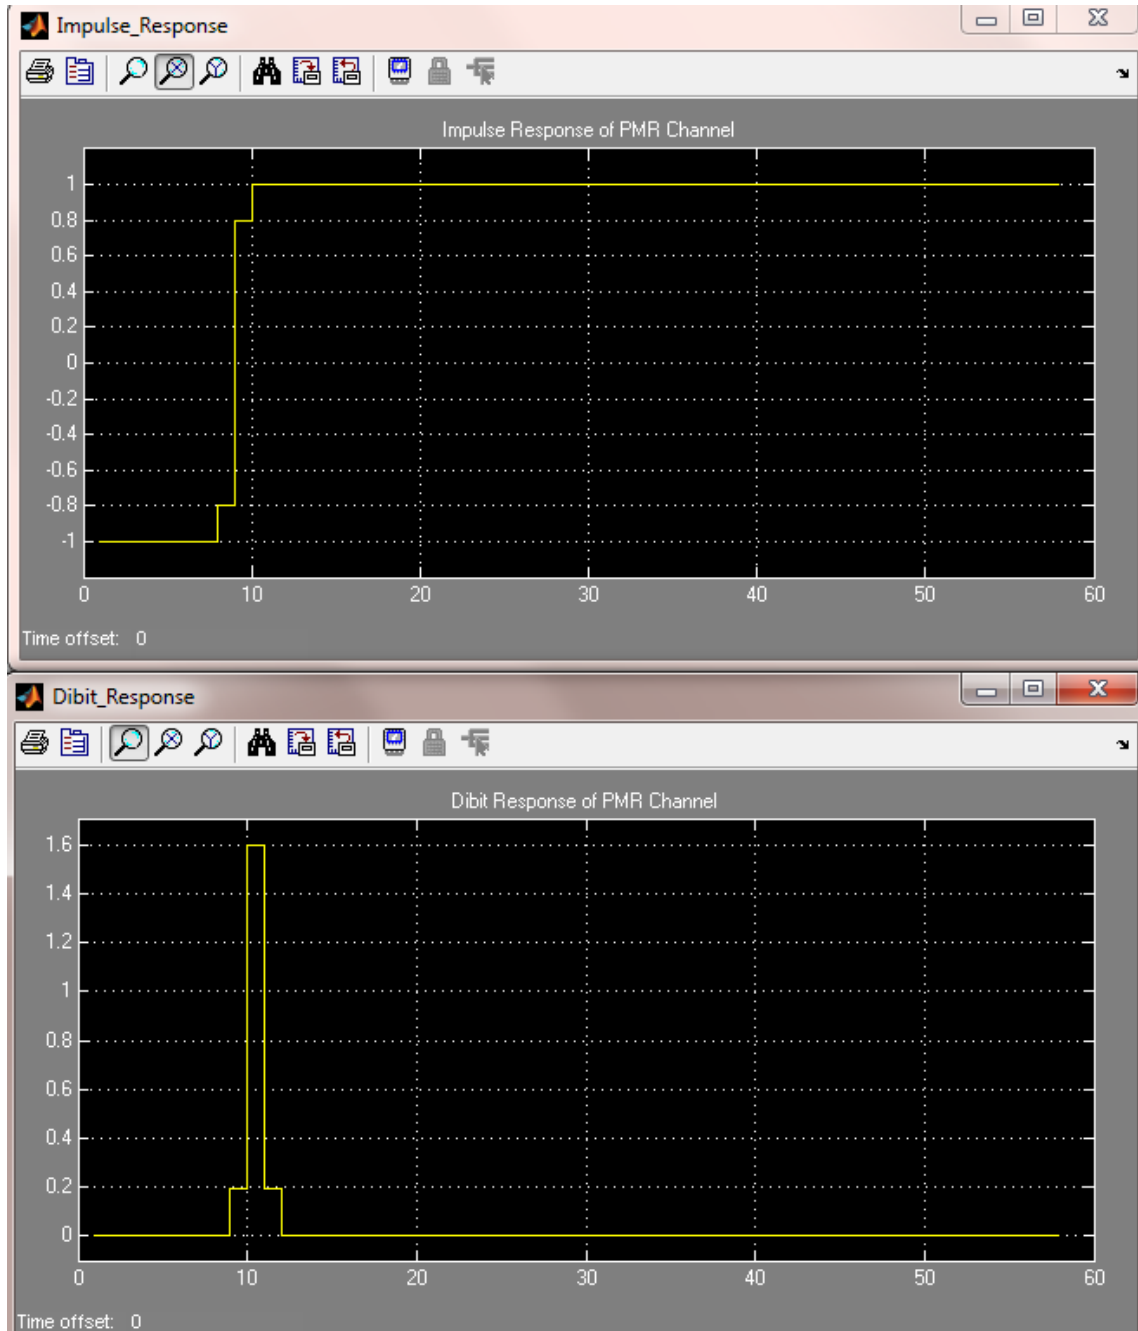 Impulse_Response
Impulse Response of PMR Channel
1
0.8
0.6
0.4
0.2
0
-0.2
-0.4
-0.6
-0.8
-1
0 10 20 30 40 50 60
Time offset: 0
Dibit_Response
Dibit Response of PMR Channel
1.6
1.4
1.2
1
0.8
0.6
0.4
0.2
0
0 10 20 30 40 50 60
Time offset: 0